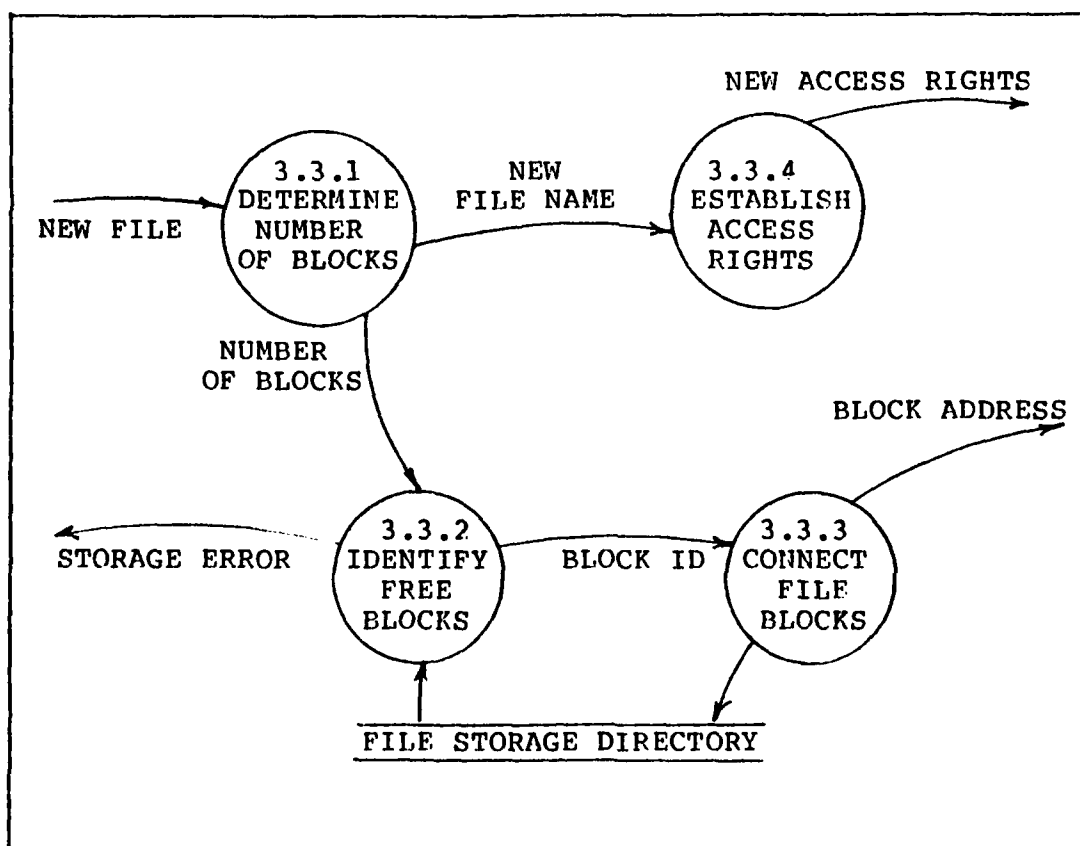 NEW ACCESS RIGHTS
3.3.1
DETERMINE
NUMBER
OF BLOCKS
NEW
FILE NAME
3.3.4
ESTABLISH
ACCESS
RIGHTS
NEW FILE
NUMBER
OF BLOCKS
BLOCK ADDRESS
3.3.2
IDENTIFY
FREE
BLOCKS
STORAGE ERROR
BLOCK ID
3.3.3
CONNECT
FILE
BLOCKS
FILE STORAGE DIRECTORY